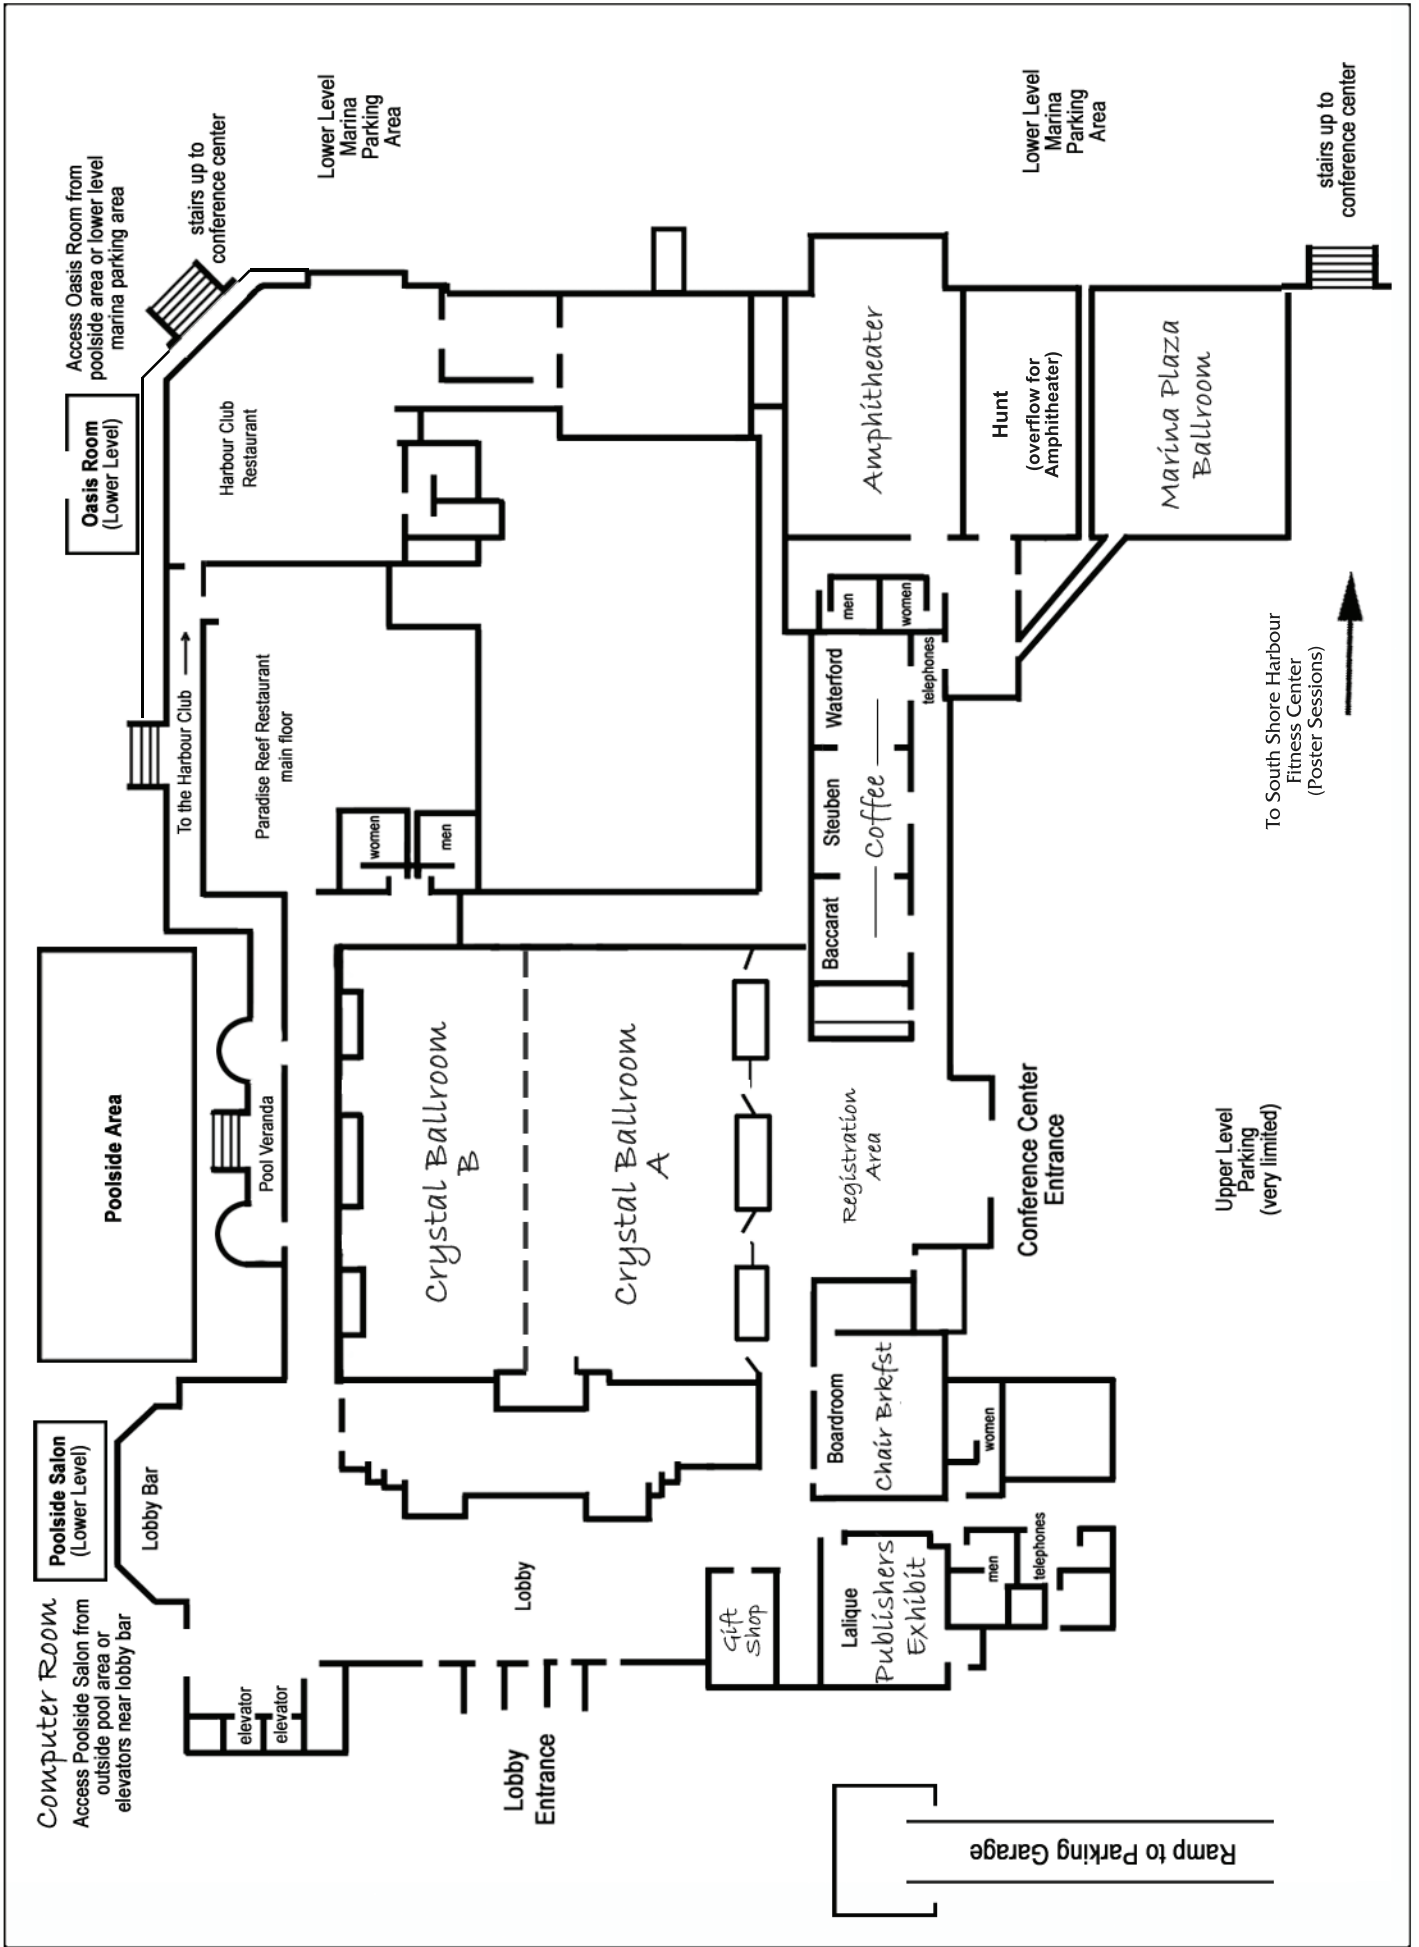 Computer Room
Access Poolside Salon from
outside pool area or
elevators near lobby bar
Poolside Salon
(Lower Level)
Poolside Area
Oasis Room
(Lower Level)
Access Oasis Room from
poolside area or lower level
marina parking area
stairs up to
conference center
Lobby Bar
elevator
elevator
Pool Veranda
To the Harbour Club
Paradise Reef Restaurant
main floor
Harbour Club
Restaurant
Lower Level
Marina
Parking
Area
women
men
Crystal Ballroom
B
Crystal Ballroom
A
Lobby
Lobby
Entrance
Gift
Shop
Lalique
Publishers
Exhibit
Boardroom
Chair Brkfst
Registration
Area
Baccarat
Steuben
Waterford
Coffee
men
women
telephones
Amphitheater
Hunt
(overflow for
Amphitheater)
Marina Plaza
Ballroom
Lower Level
Marina
Parking
Area
stairs up to
conference center
men
telephones
women
Conference Center
Entrance
Upper Level
Parking
(very limited)
To South Shore Harbour
Fitness Center
(Poster Sessions)
Ramp to Parking Garage